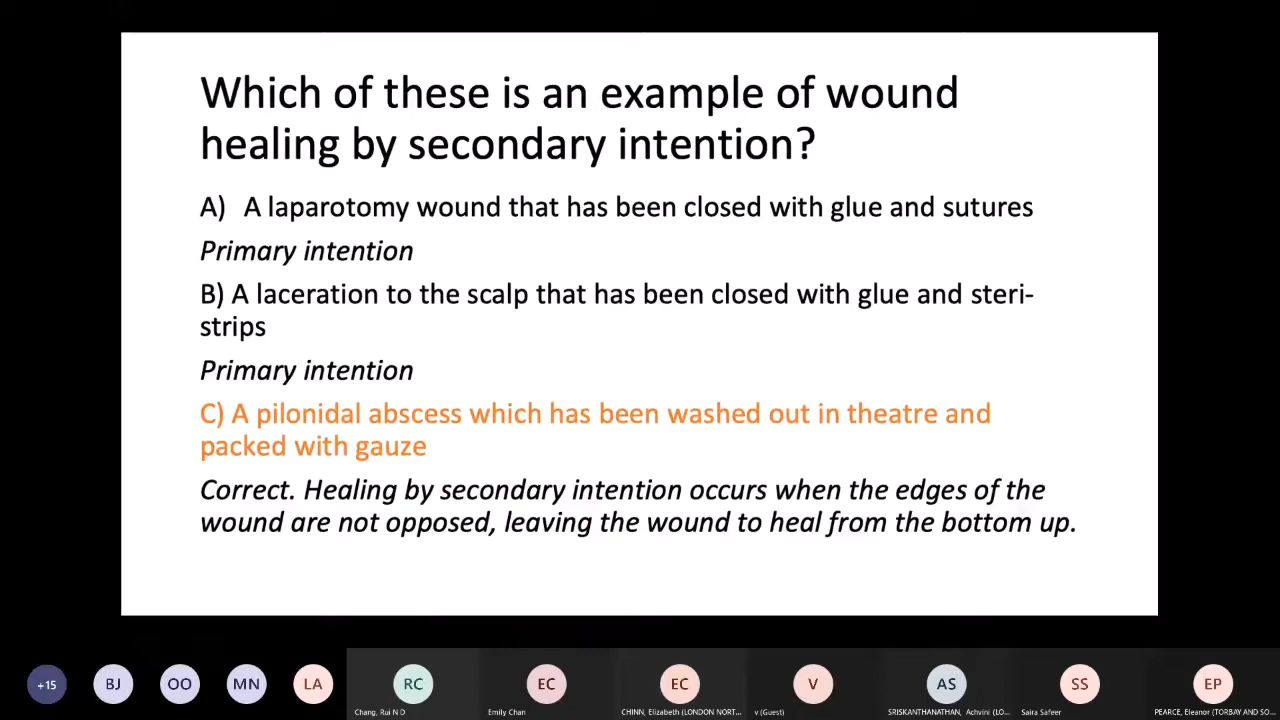 Which of these is an example of wound
healing by secondary intention?
A) A laparotomy wound that has been closed with glue and sutures
Primary intention
B) A laceration to the scalp that has been closed with glue and steri-
strips
Primary intention
C) A pilonidal abscess which has been washed out in theatre and
packed with gauze
Correct. Healing by secondary intention occurs when the edges of the
wound are not opposed, leaving the wound to heal from the bottom up.
+15 BJ OO MN LA RC EC EC V AS SS EP
Chang, Rui N D Emily Chan CHINN, Elizabeth (LONDON NORT... v (Guest) SRISKANTHANATHAN, Achvini (LO... Saira Safeer PEARCE, Eleanor (TORBAY AND SO...